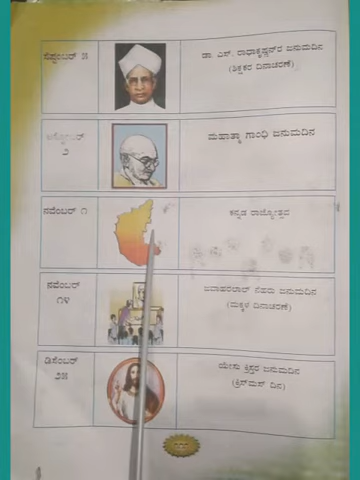 ಸೆಪ್ಟಂಬರ್ ೫
ಡಾ. ಎಸ್. ರಾಧಾಕೃಷ್ಣನ್‌ರ ಜನುಮದಿನ
(ಶಿಕ್ಷಕರ ದಿನಾಚರಣೆ)
ಅಕ್ಟೋಬರ್
೨
ಮಹಾತ್ಮಾ ಗಾಂಧಿ ಜನುಮದಿನ
ನವೆಂಬರ್ ೧
ಕನ್ನಡ ರಾಜ್ಯೋತ್ಸವ
ನವೆಂಬರ್
೧೪
ಜವಾಹರಲಾಲ್ ನೆಹರು ಜನುಮದಿನ
(ಮಕ್ಕಳ ದಿನಾಚರಣೆ)
ಡಿಸೆಂಬರ್
೨೫
ಯೇಸು ಕ್ರಿಸ್ತರ ಜನುಮದಿನ
(ಕ್ರಿಸ್‌ಮಸ್ ದಿನ)